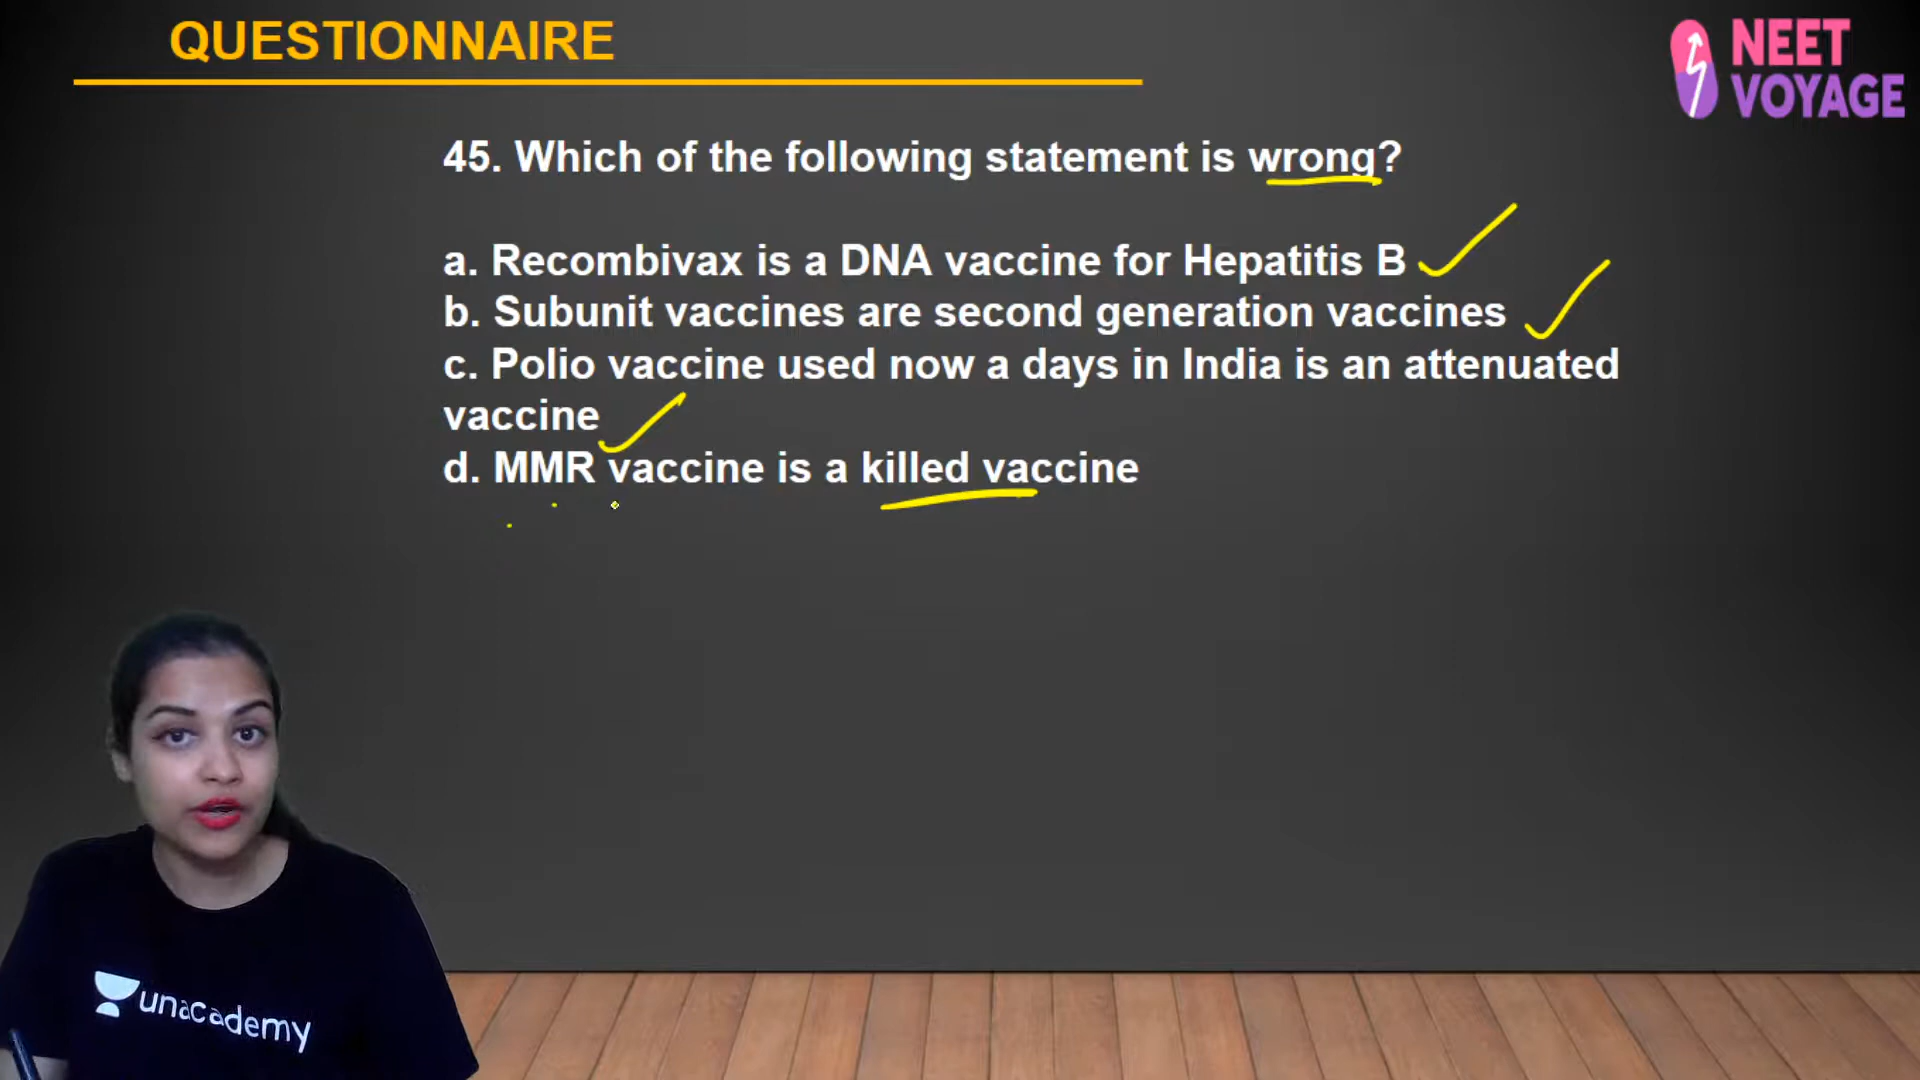 QUESTIONNAIRE
NEET
VOYAGE
45. Which of the following statement is wrong?
a. Recombivax is a DNA vaccine for Hepatitis B
b. Subunit vaccines are second generation vaccines
c. Polio vaccine used now a days in India is an attenuated
vaccine
d. MMR vaccine is a killed vaccine
unacademy